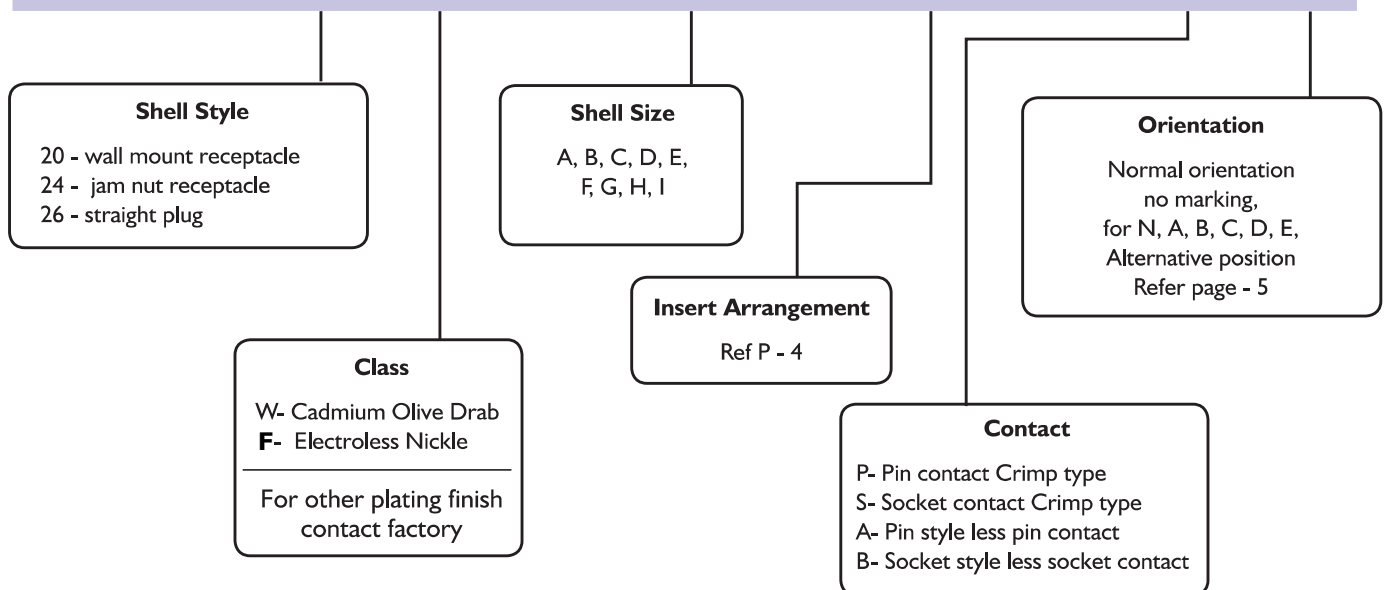 Shell Style
20 - wall mount receptacle
24 - jam nut receptacle
26 - straight plug
Class
W- Cadmium Olive Drab
F- Electroless Nickle
For other plating finish
contact factory
Shell Size
A, B, C, D, E,
F, G, H, I
Insert Arrangement
Ref P - 4
Contact
P- Pin contact Crimp type
S- Socket contact Crimp type
A- Pin style less pin contact
B- Socket style less socket contact
Orientation
Normal orientation
no marking,
for N, A, B, C, D, E,
Alternative position
Refer page - 5